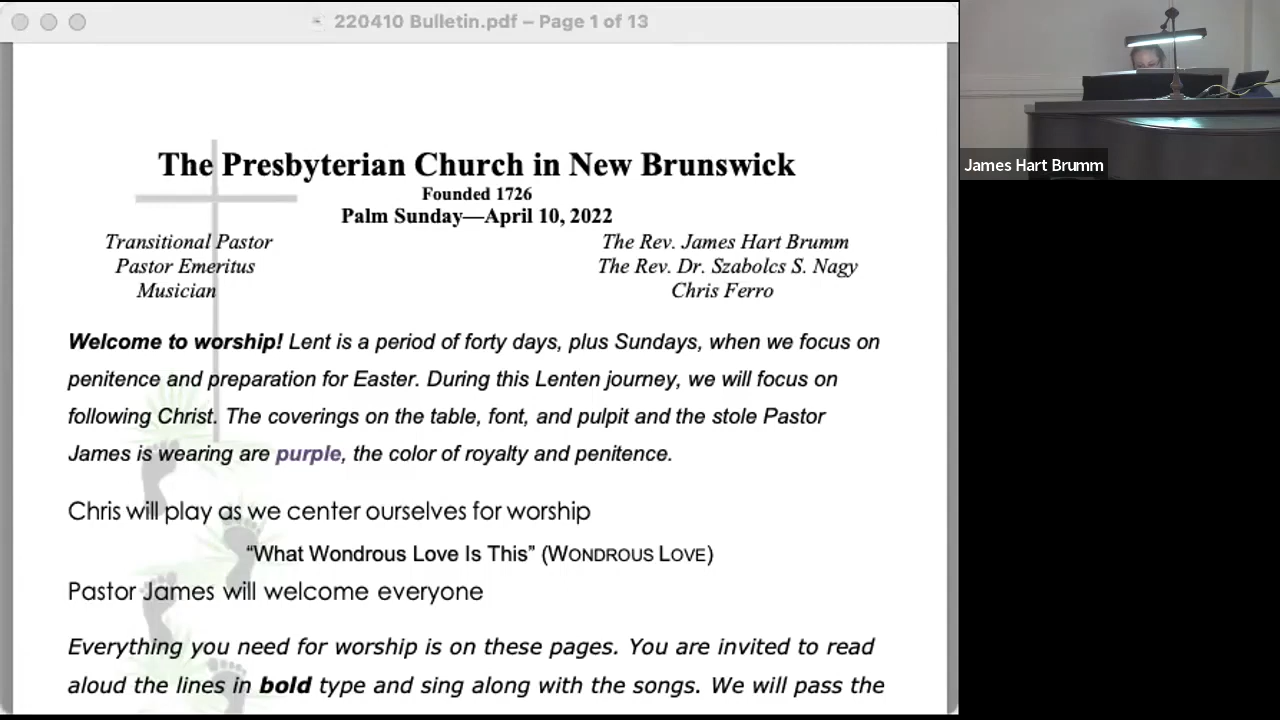 220410 Bulletin.pdf – Page 1 of 13
The Presbyterian Church in New Brunswick
Founded 1726
Palm Sunday—April 10, 2022
Transitional Pastor The Rev. James Hart Brumm
Pastor Emeritus The Rev. Dr. Szabolcs S. Nagy
Musician Chris Ferro
Welcome to worship! Lent is a period of forty days, plus Sundays, when we focus on
penitence and preparation for Easter. During this Lenten journey, we will focus on
following Christ. The coverings on the table, font, and pulpit and the stole Pastor
James is wearing are purple, the color of royalty and penitence.
Chris will play as we center ourselves for worship
“What Wondrous Love Is This” (WONDROUS LOVE)
Pastor James will welcome everyone
Everything you need for worship is on these pages. You are invited to read
aloud the lines in bold type and sing along with the songs. We will pass the
James Hart Brumm